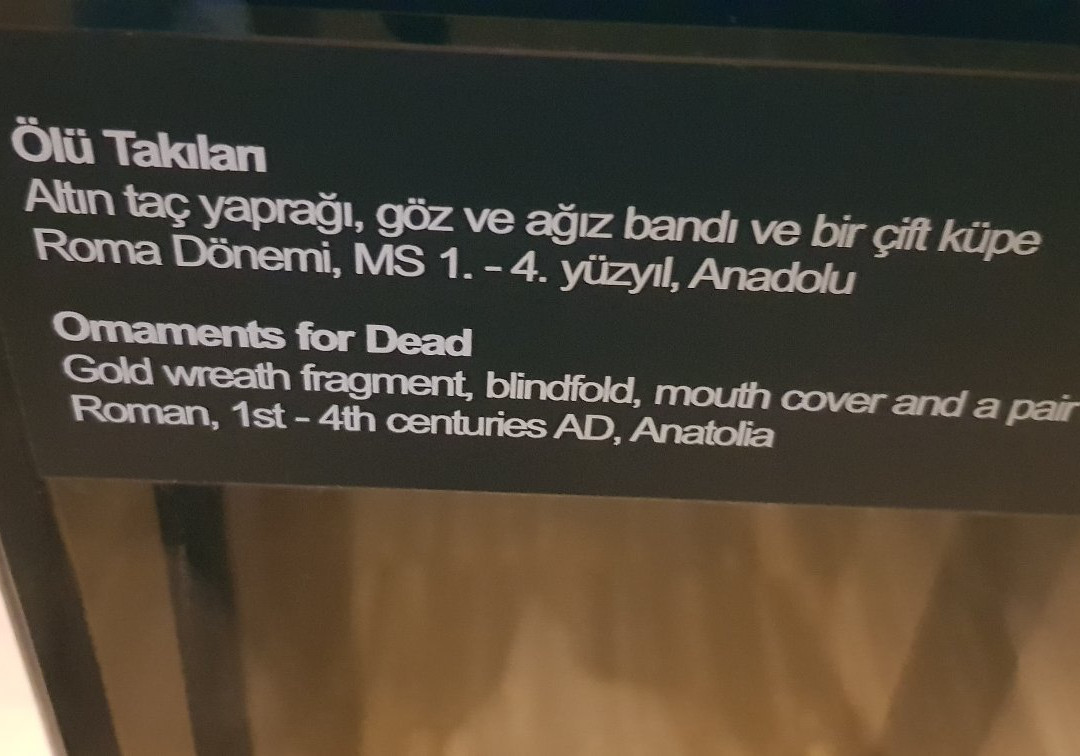 Ölü Takıları
Altın taç yaprağı, göz ve ağız bandı ve bir çift küpe
Roma Dönemi, MS 1. - 4. yüzyıl, Anadolu
Ornaments for Dead
Gold wreath fragment, blindfold, mouth cover and a pair
Roman, 1st - 4th centuries AD, Anatolia